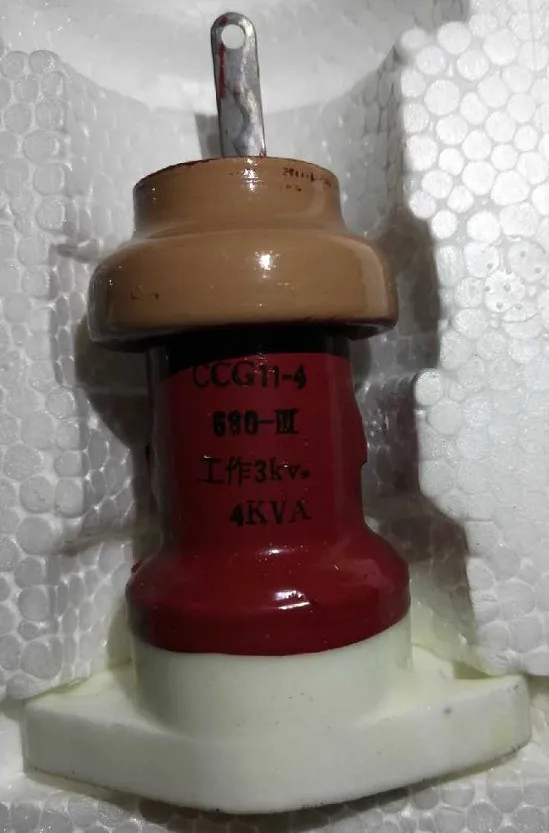 CCG11-4
680-III
工作3kv.
4KVA